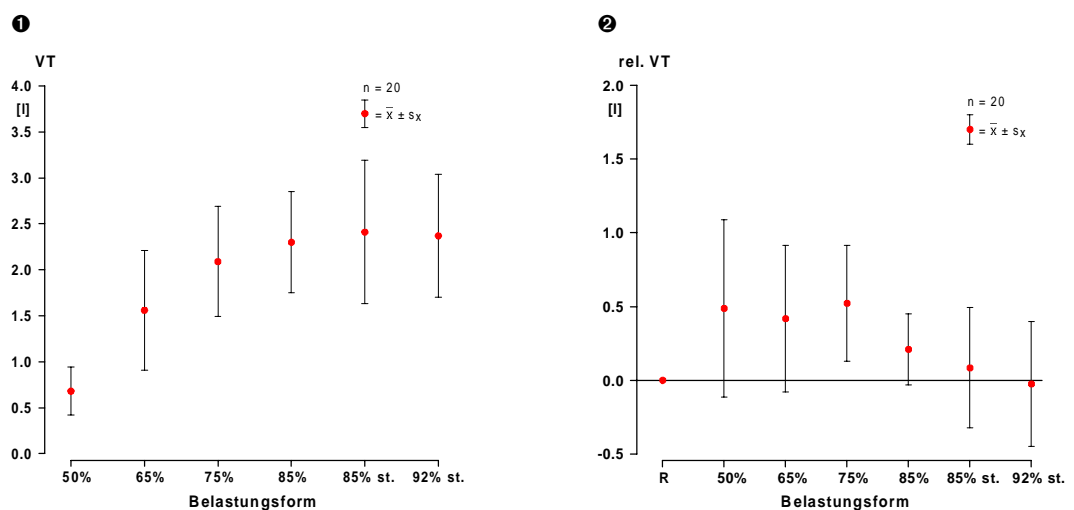 ❶
VT
4.0
[l]
3.5
3.0
2.5
2.0
1.5
1.0
0.5
0.0
n = 20
= x̅ ± sx
50% 65% 75% 85% 85% st. 92% st.
Belastungsform
❷
rel. VT
2.0
[l]
1.5
1.0
0.5
0.0
-0.5
n = 20
= x̅ ± sx
R 50% 65% 75% 85% 85% st. 92% st.
Belastungsform